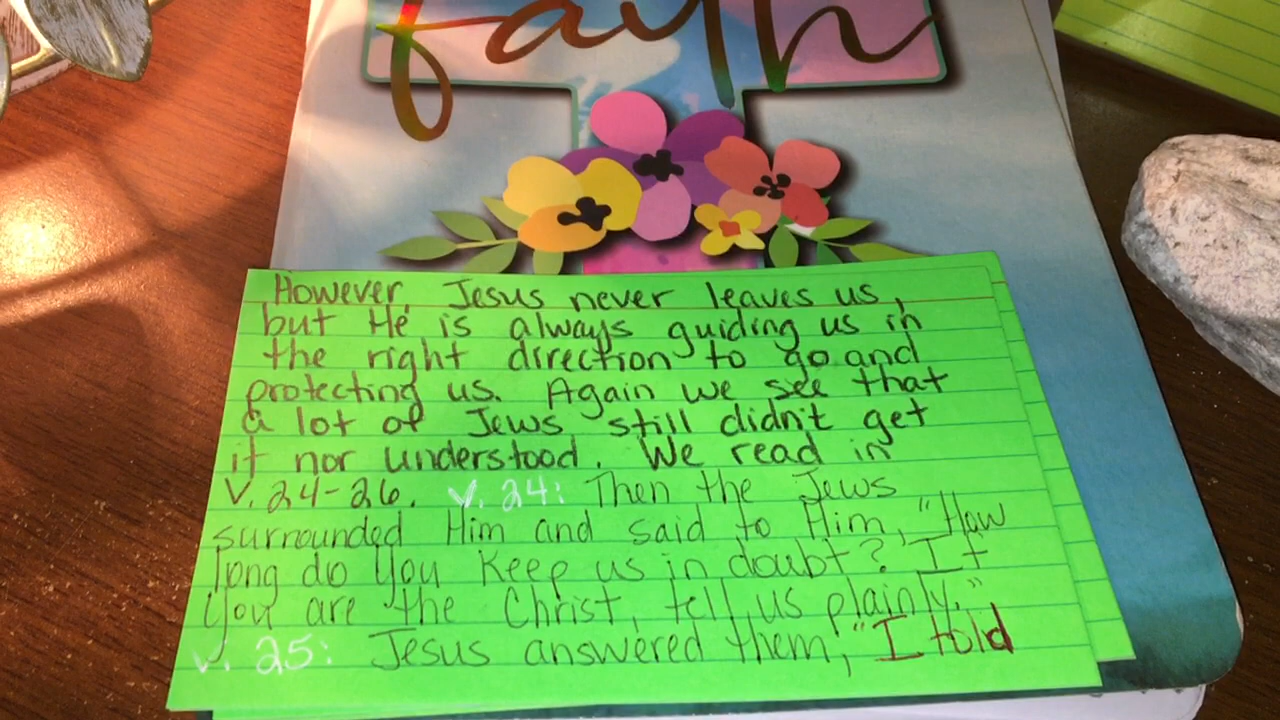 faith
However, Jesus never leaves us,
but He is always guiding us in
the right direction to go and
protecting us. Again we see that
a lot of Jews still didn't get
it nor understood. We read in
V. 24-26. V. 24: Then the Jews
surrounded Him and said to Him, "How
long do You keep us in doubt? If
You are the Christ, tell us plainly."
V. 25: Jesus answered them, "I told